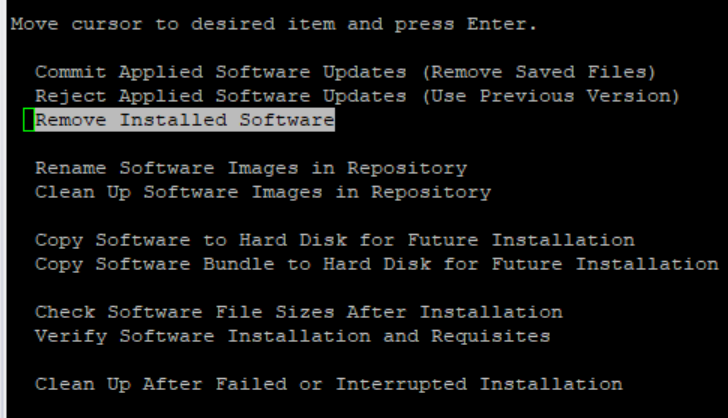 Move cursor to desired item and press Enter.
Commit Applied Software Updates (Remove Saved Files)
Reject Applied Software Updates (Use Previous Version)
Remove Installed Software
Rename Software Images in Repository
Clean Up Software Images in Repository
Copy Software to Hard Disk for Future Installation
Copy Software Bundle to Hard Disk for Future Installation
Check Software File Sizes After Installation
Verify Software Installation and Requisites
Clean Up After Failed or Interrupted Installation